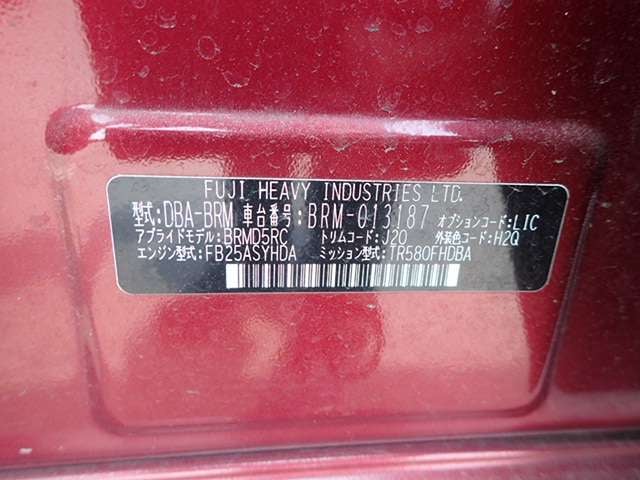 FUJI HEAVY INDUSTRIES LTD.
型式:DBA-BRM 車台番号:BRM-013187 オプションコード:LIC
アプライドモデル:BRMD5RC トリムコード:J20 外装色コード:H2Q
エンジン型式:FB25ASYHDA ミッション型式:TR580FHDBA